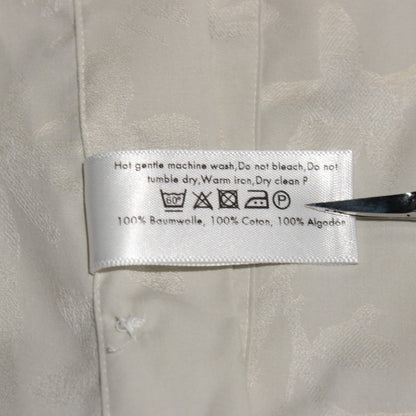 Hot gentle machine wash,Do not bleach,Do not
tumble dry,Warm iron,Dry clean P
60° P
100% Baumwolle, 100% Coton, 100% Algodón